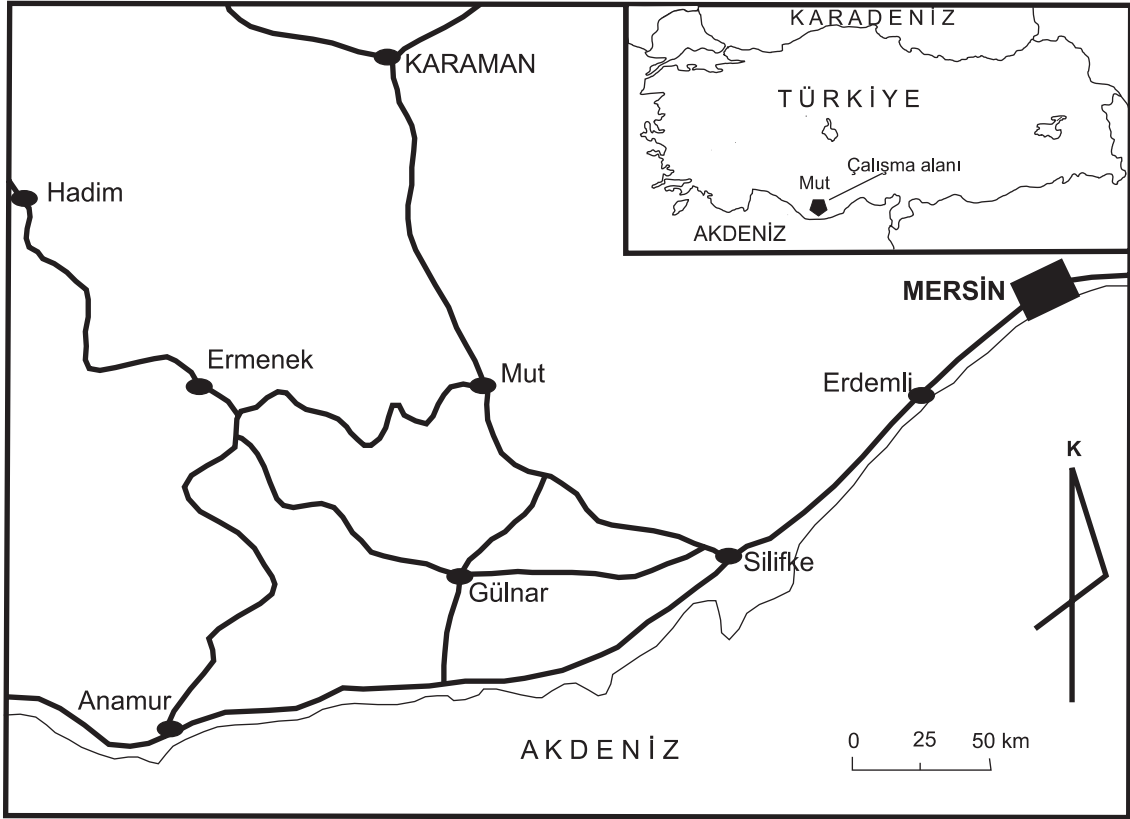 KARADENİZ
TÜRKİYE
Çalışma alanı
Mut
AKDENİZ
KARAMAN
Hadim
MERSİN
Ermenek
Mut
Erdemli
K
Silifke
Gülnar
Anamur
AKDENİZ
0 25 50 km